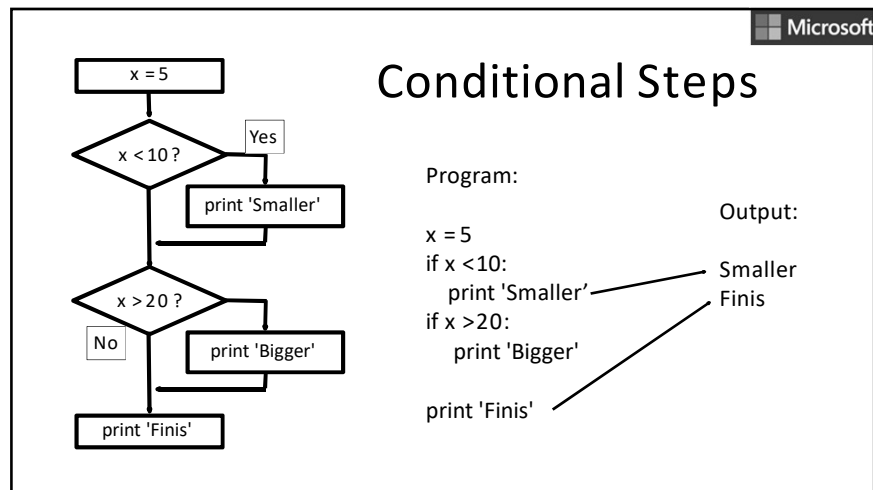 Microsoft
Conditional Steps
x = 5
x < 10 ?
Yes
print 'Smaller'
x > 20 ?
No
print 'Bigger'
print 'Finis'
Program:
x = 5
if x <10:
print 'Smaller’
if x >20:
print 'Bigger'
print 'Finis'
Output:
Smaller
Finis